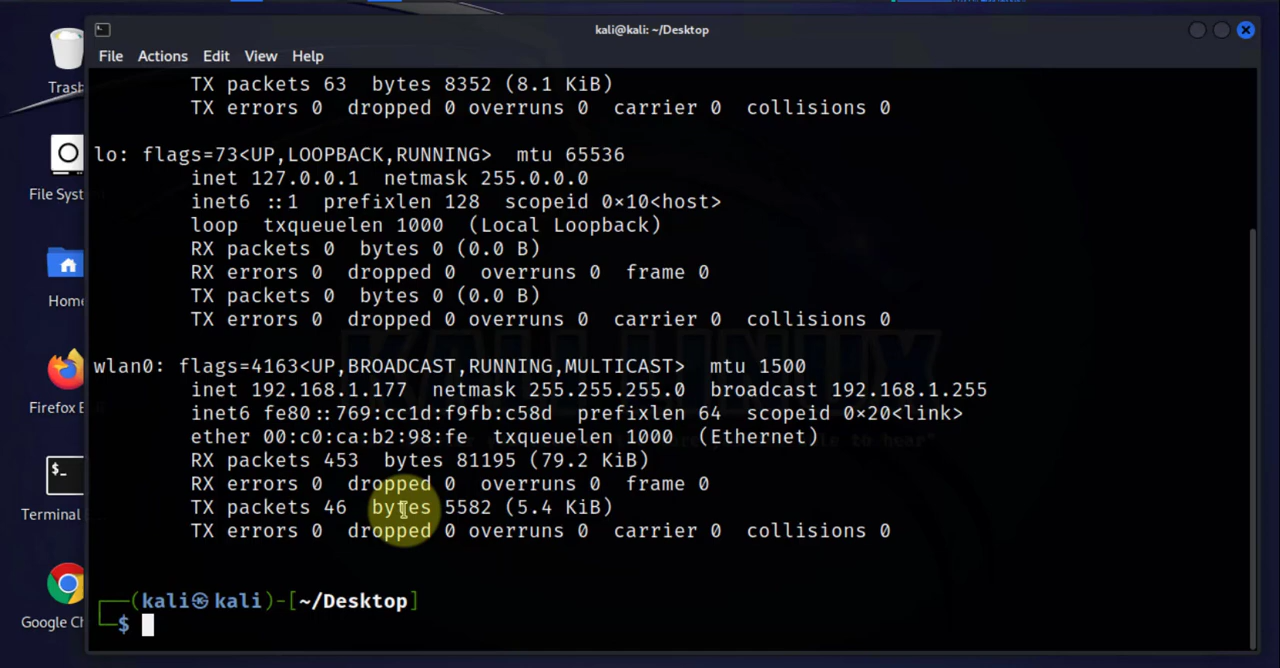 kali@kali: ~/Desktop
File Actions Edit View Help
Trash
File Syst
Home
Firefox E
Terminal
Google Ch
TX packets 63  bytes 8352 (8.1 KiB)
TX errors 0  dropped 0 overruns 0  carrier 0  collisions 0
lo: flags=73<UP,LOOPBACK,RUNNING>  mtu 65536
inet 127.0.0.1  netmask 255.0.0.0
inet6 ::1  prefixlen 128  scopeid 0×10<host>
loop  txqueuelen 1000  (Local Loopback)
RX packets 0  bytes 0 (0.0 B)
RX errors 0  dropped 0  overruns 0  frame 0
TX packets 0  bytes 0 (0.0 B)
TX errors 0  dropped 0 overruns 0  carrier 0  collisions 0
wlan0: flags=4163<UP,BROADCAST,RUNNING,MULTICAST>  mtu 1500
inet 192.168.1.177  netmask 255.255.255.0  broadcast 192.168.1.255
inet6 fe80::769:cc1d:f9fb:c58d  prefixlen 64  scopeid 0×20<link>
ether 00:c0:ca:b2:98:fe  txqueuelen 1000  (Ethernet)
RX packets 453  bytes 81195 (79.2 KiB)
RX errors 0  dropped 0  overruns 0  frame 0
TX packets 46  bytes 5582 (5.4 KiB)
TX errors 0  dropped 0 overruns 0  carrier 0  collisions 0
KALI LINUX
to hear"
┌──(kali㉿kali)-[~/Desktop]
└─$